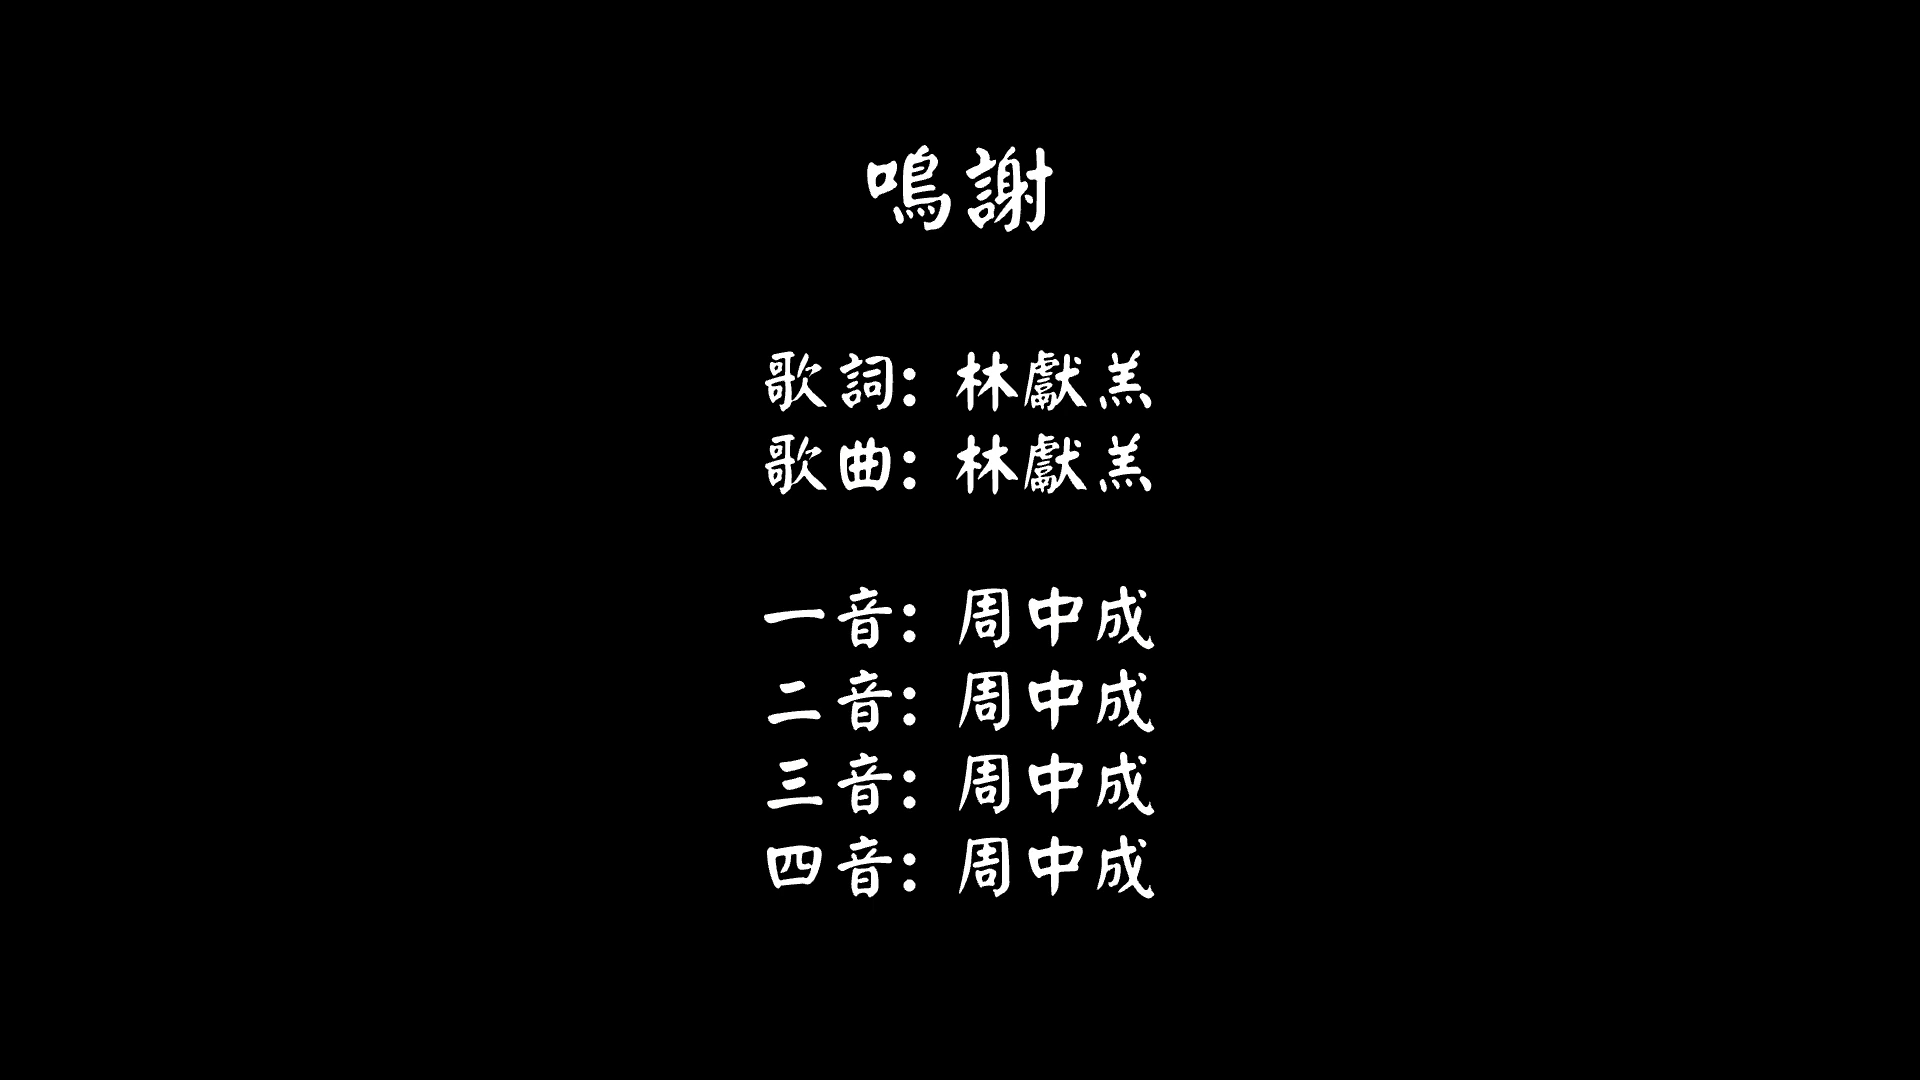 鳴謝
歌詞: 林獻羔
歌曲: 林獻羔
一音: 周中成
二音: 周中成
三音: 周中成
四音: 周中成